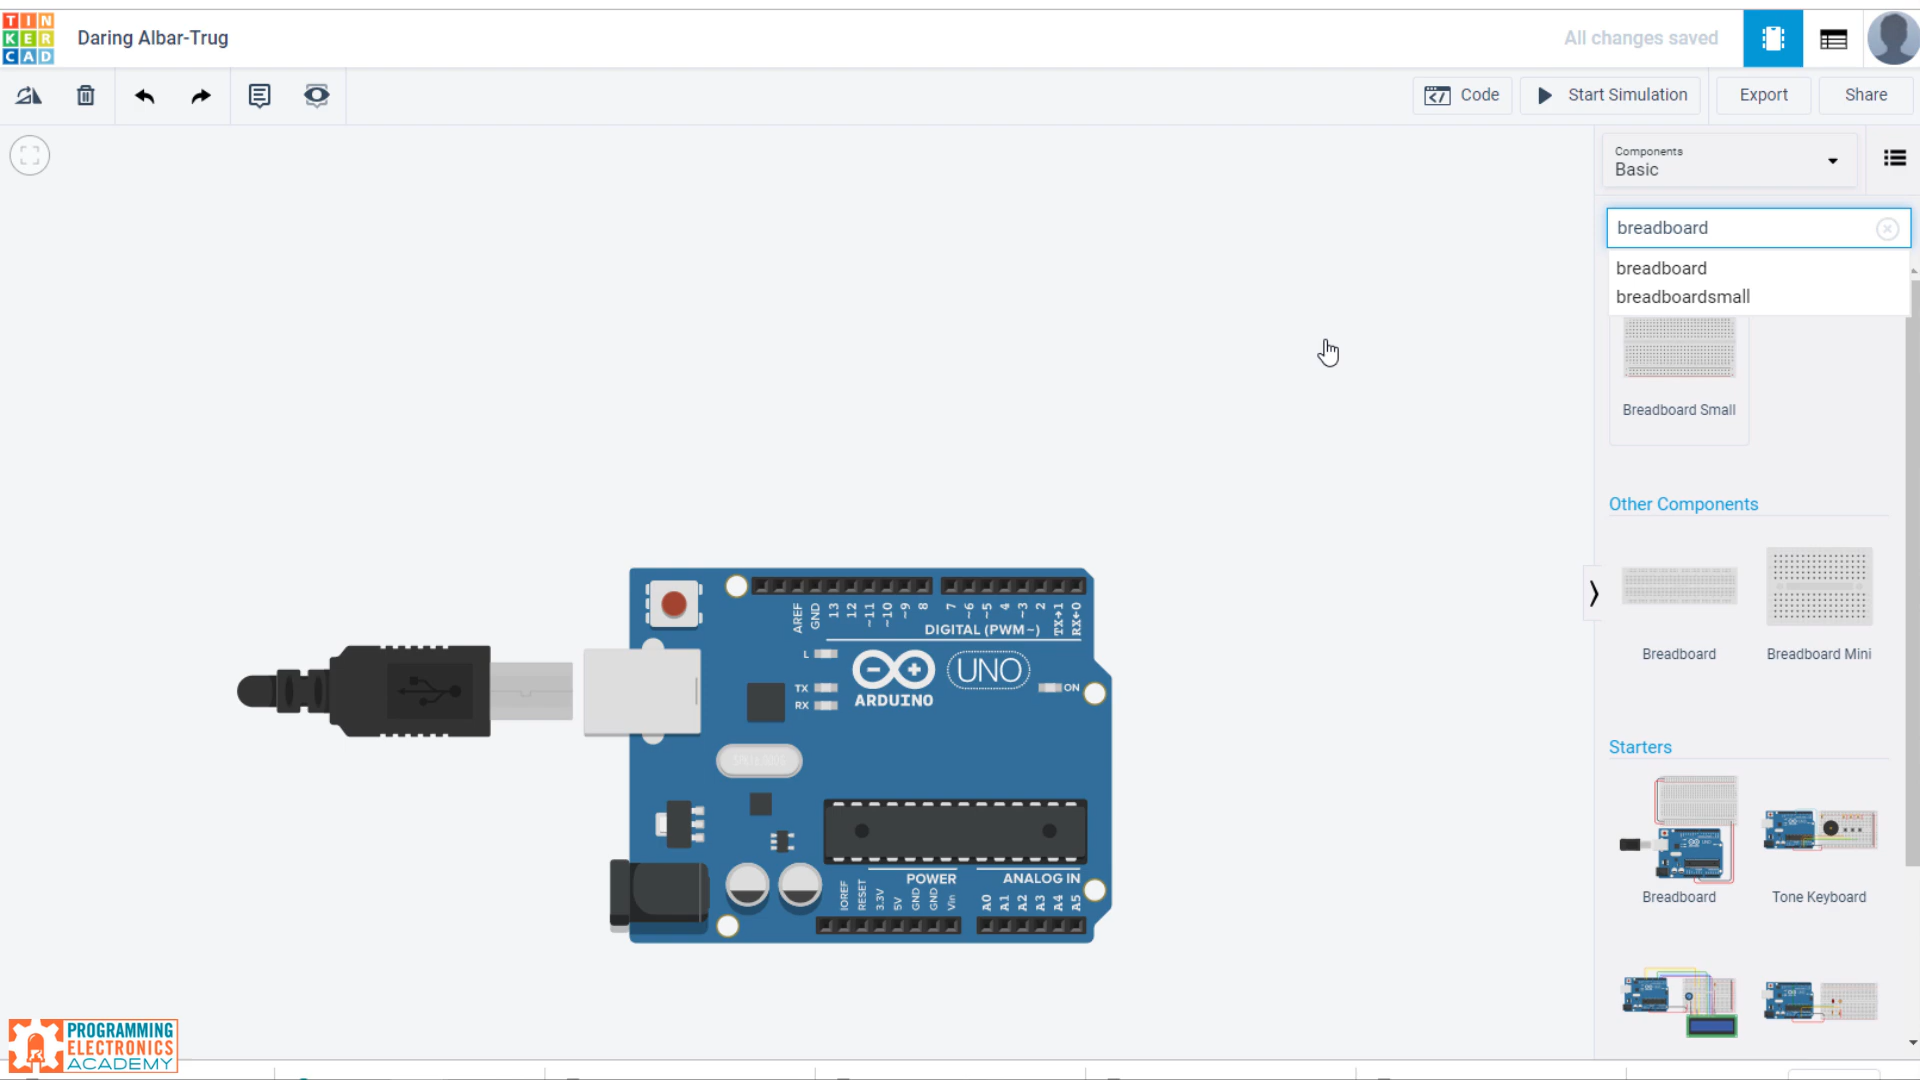 TIN
KER
CAD
Daring Albar-Trug
All changes saved
Code
Start Simulation
Export
Share
Components
Basic
breadboard
breadboard
breadboardsmall
Breadboard Small
Other Components
Breadboard
Breadboard Mini
Starters
Breadboard
Tone Keyboard
AREF
GND
13
12
~11
~10
~9
8
7
~6
~5
4
~3
2
TX→1
RX←0
DIGITAL (PWM~)
L
TX
RX
ARDUINO
UNO
ON
POWER
ANALOG IN
IOREF
RESET
3.3V
5V
GND
GND
Vin
A0
A1
A2
A3
A4
A5
PROGRAMMING
ELECTRONICS
ACADEMY